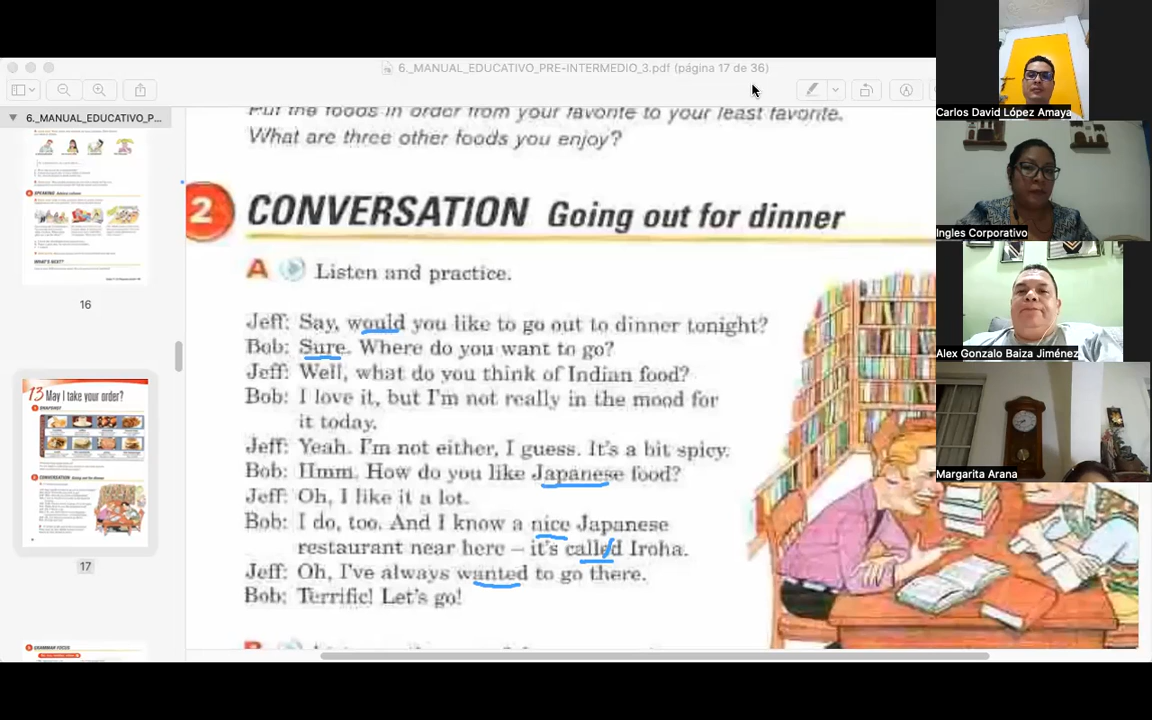 6._MANUAL_EDUCATIVO_PRE-INTERMEDIO_3.pdf (página 17 de 36)
6._MANUAL_EDUCATIVO_P...
16
13 May I take your order?
17
Put the foods in order from your favorite to your least favorite.
What are three other foods you enjoy?
2 CONVERSATION Going out for dinner
A Listen and practice.
Jeff: Say, would you like to go out to dinner tonight?
Bob: Sure. Where do you want to go?
Jeff: Well, what do you think of Indian food?
Bob: I love it, but I'm not really in the mood for
it today.
Jeff: Yeah. I'm not either, I guess. It's a bit spicy.
Bob: Hmm. How do you like Japanese food?
Jeff: Oh, I like it a lot.
Bob: I do, too. And I know a nice Japanese
restaurant near here – it's called Iroha.
Jeff: Oh, I've always wanted to go there.
Bob: Terrific! Let's go!
Carlos David López Amaya
Ingles Corporativo
Alex Gonzalo Baiza Jiménez
Margarita Arana